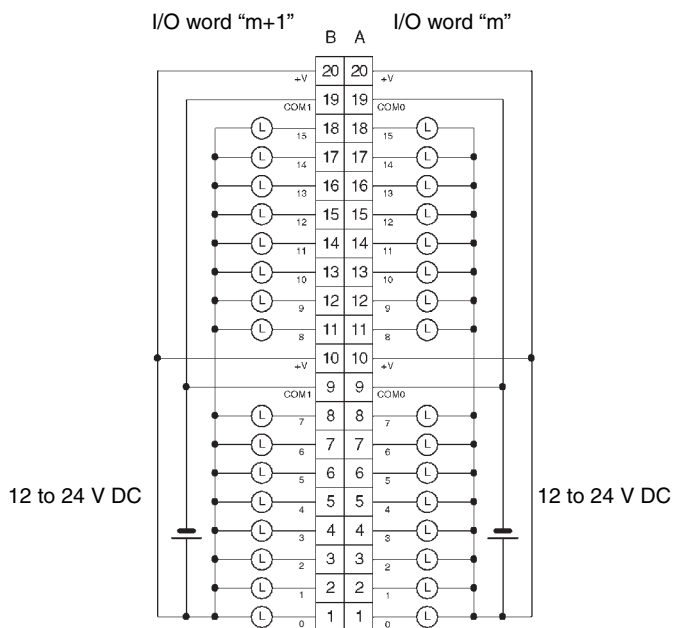 I/O word “m+1” I/O word “m”
B A
+V 20 20 +V
COM1 19 19 COM0
L 15 18 18 15 L
L 14 17 17 14 L
L 13 16 16 13 L
L 12 15 15 12 L
L 11 14 14 11 L
L 10 13 13 10 L
L 9 12 12 9 L
L 8 11 11 8 L
+V 10 10 +V
COM1 9 9 COM0
L 7 8 8 7 L
L 6 7 7 6 L
L 5 6 6 5 L
12 to 24 V DC L 4 5 5 4 L 12 to 24 V DC
L 3 4 4 3 L
L 2 3 3 2 L
L 1 2 2 1 L
L 0 1 1 0 L